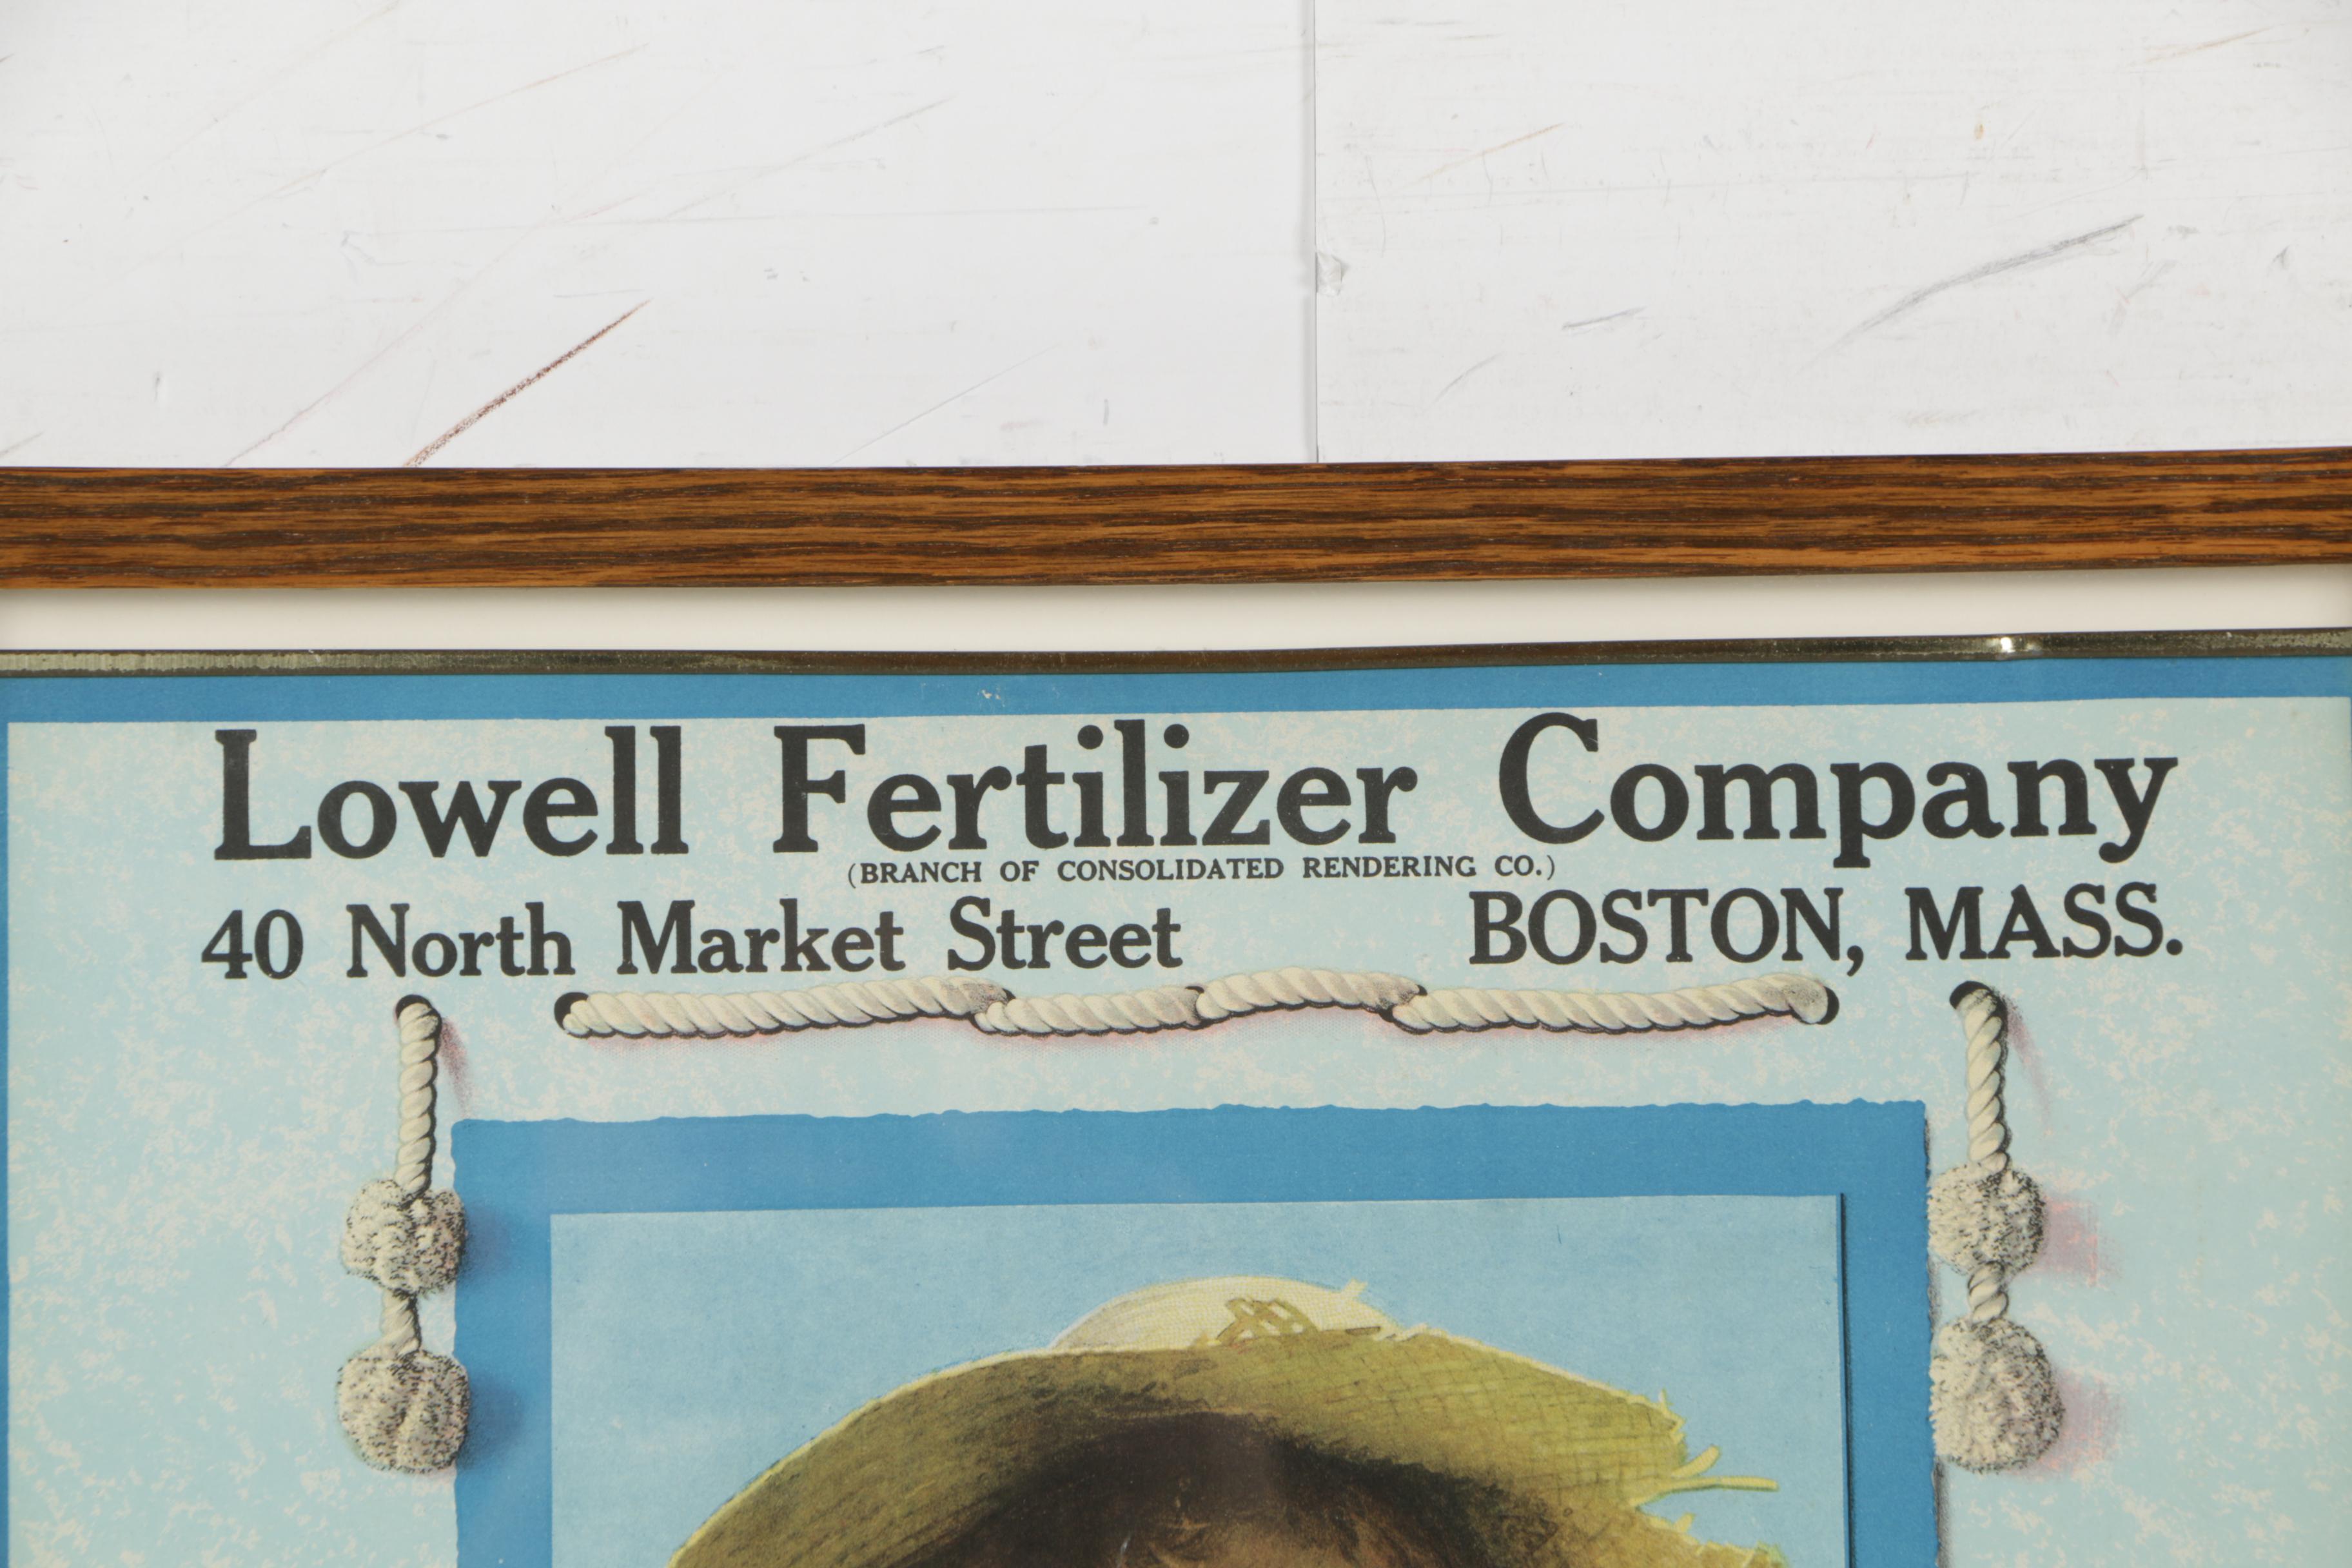 Lowell Fertilizer Company
(BRANCH OF CONSOLIDATED RENDERING CO.)
40 North Market Street BOSTON, MASS.